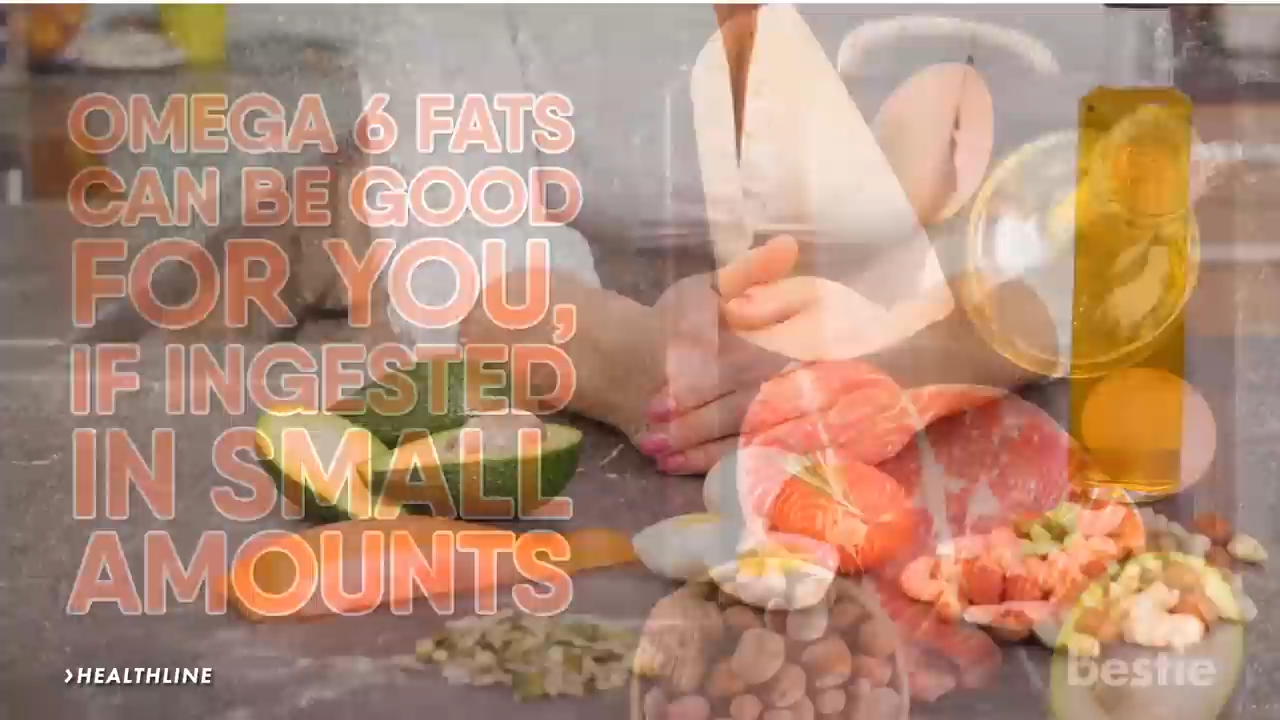 OMEGA 6 FATS
CAN BE GOOD
FOR YOU,
IF INGESTED
IN SMALL
AMOUNTS
>HEALTHLINE
bestie